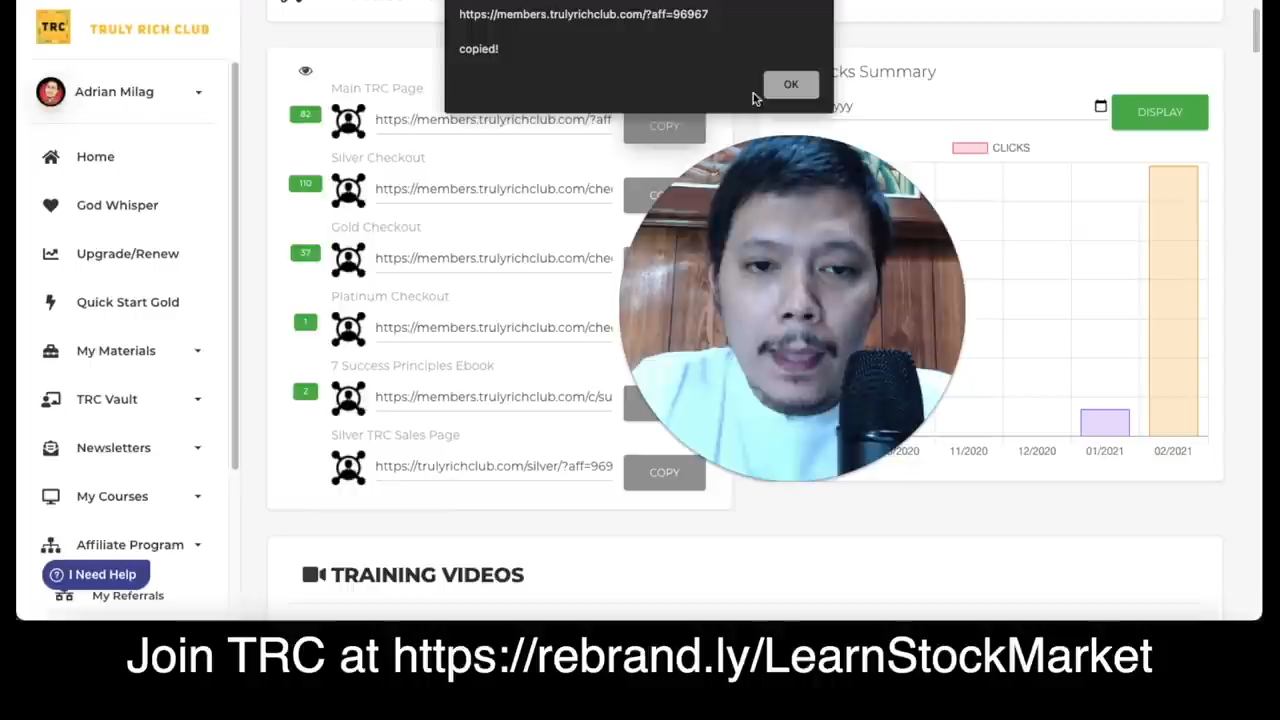 https://members.trulyrichclub.com/?aff=96967
copied!
OK
TRC
TRULY RICH CLUB
Adrian Milag
Home
God Whisper
Upgrade/Renew
Quick Start Gold
My Materials
TRC Vault
Newsletters
My Courses
Affiliate Program
I Need Help
My Referrals
Main TRC Page
82
https://members.trulyrichclub.com/?aff
COPY
Silver Checkout
110
https://members.trulyrichclub.com/che
Gold Checkout
37
https://members.trulyrichclub.com/che
Platinum Checkout
1
https://members.trulyrichclub.com/che
7 Success Principles Ebook
2
https://members.trulyrichclub.com/c/su
Silver TRC Sales Page
https://trulyrichclub.com/silver/?aff=969
COPY
cks Summary
yyy
DISPLAY
CLICKS
/2020
11/2020
12/2020
01/2021
02/2021
TRAINING VIDEOS
Join TRC at https://rebrand.ly/LearnStockMarket